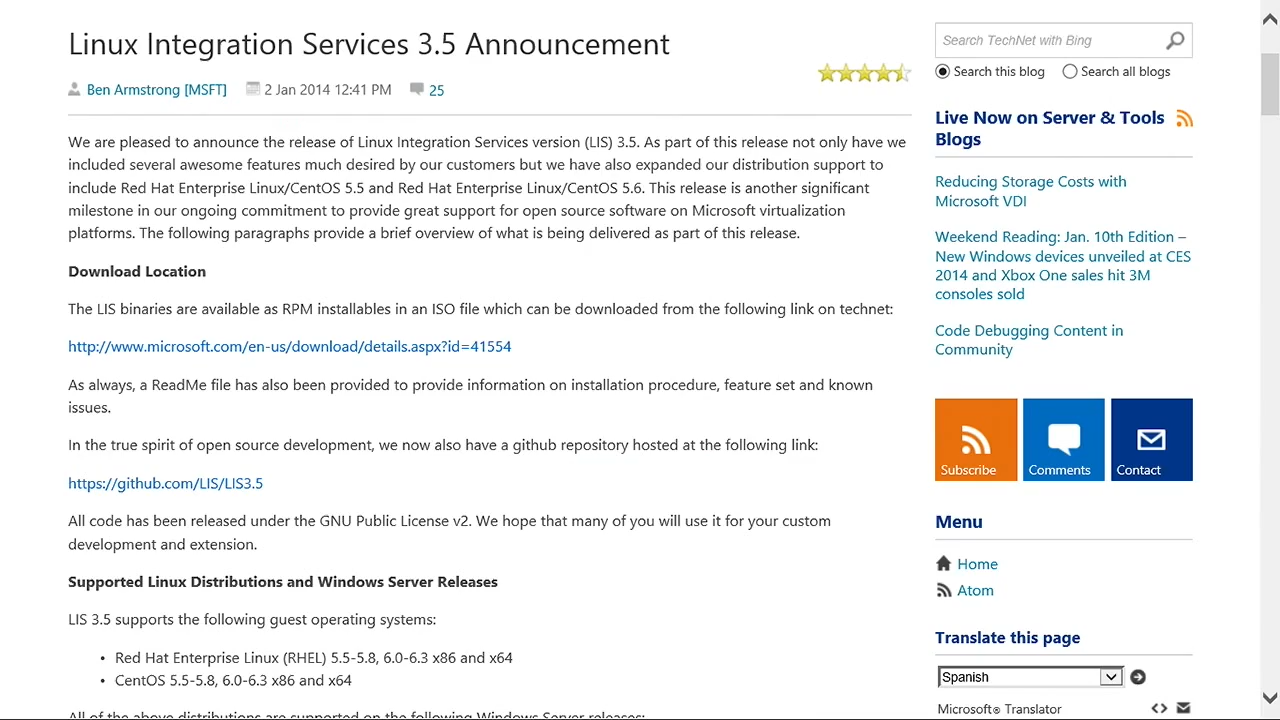 Linux Integration Services 3.5 Announcement
Ben Armstrong [MSFT] 2 Jan 2014 12:41 PM 25
We are pleased to announce the release of Linux Integration Services version (LIS) 3.5. As part of this release not only have we
included several awesome features much desired by our customers but we have also expanded our distribution support to
include Red Hat Enterprise Linux/CentOS 5.5 and Red Hat Enterprise Linux/CentOS 5.6. This release is another significant
milestone in our ongoing commitment to provide great support for open source software on Microsoft virtualization
platforms. The following paragraphs provide a brief overview of what is being delivered as part of this release.
Download Location
The LIS binaries are available as RPM installables in an ISO file which can be downloaded from the following link on technet:
http://www.microsoft.com/en-us/download/details.aspx?id=41554
As always, a ReadMe file has also been provided to provide information on installation procedure, feature set and known
issues.
In the true spirit of open source development, we now also have a github repository hosted at the following link:
https://github.com/LIS/LIS3.5
All code has been released under the GNU Public License v2. We hope that many of you will use it for your custom
development and extension.
Supported Linux Distributions and Windows Server Releases
LIS 3.5 supports the following guest operating systems:
• Red Hat Enterprise Linux (RHEL) 5.5-5.8, 6.0-6.3 x86 and x64
• CentOS 5.5-5.8, 6.0-6.3 x86 and x64
All of the above distributions are supported on the following Windows Server releases:
Search TechNet with Bing
Search this blog Search all blogs
Live Now on Server & Tools
Blogs
Reducing Storage Costs with
Microsoft VDI
Weekend Reading: Jan. 10th Edition –
New Windows devices unveiled at CES
2014 and Xbox One sales hit 3M
consoles sold
Code Debugging Content in
Community
Subscribe Comments Contact
Menu
Home
Atom
Translate this page
Spanish
Microsoft® Translator